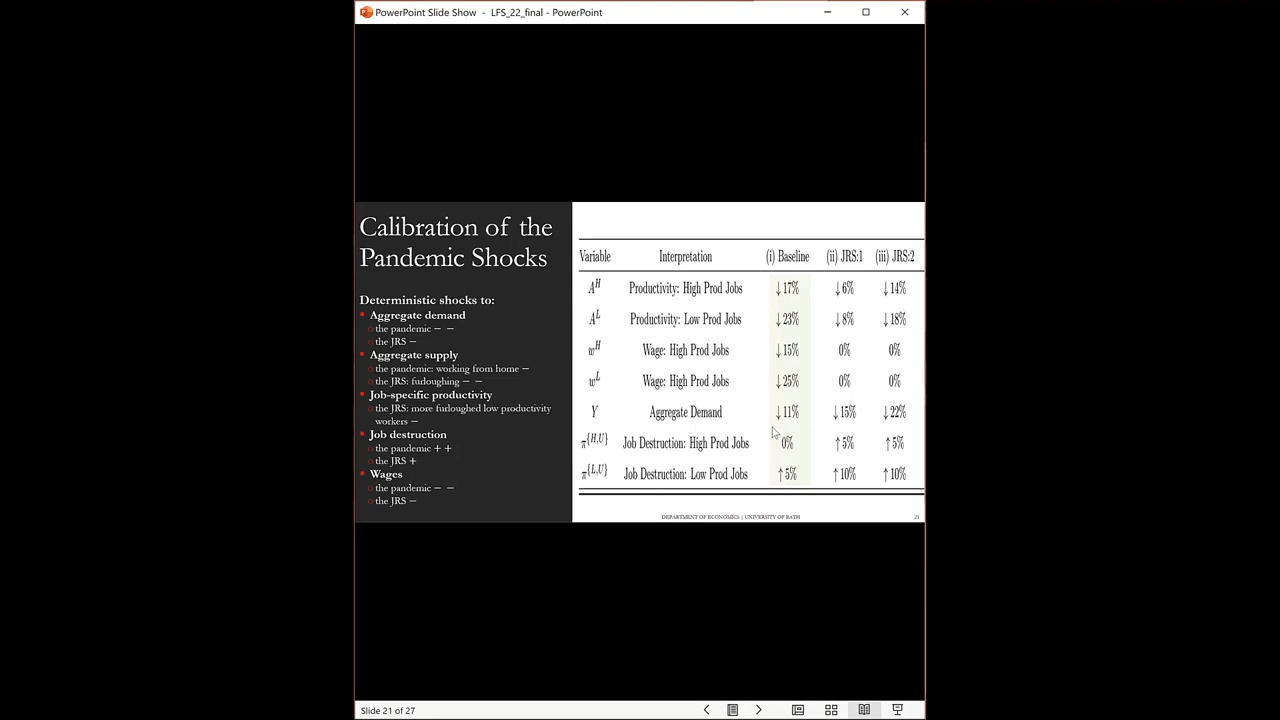 PowerPoint Slide Show - LFS_22_final - PowerPoint
Calibration of the
Pandemic Shocks
Deterministic shocks to:
▪ Aggregate demand
o the pandemic − −
o the JRS −
▪ Aggregate supply
o the pandemic: working from home −
o the JRS: furloughing − −
▪ Job-specific productivity
o the JRS: more furloughed low productivity
workers −
▪ Job destruction
o the pandemic + +
o the JRS +
▪ Wages
o the pandemic − −
o the JRS −
Variable Interpretation (i) Baseline (ii) JRS:1 (iii) JRS:2
A^H Productivity: High Prod Jobs ↓17% ↓6% ↓14%
A^L Productivity: Low Prod Jobs ↓23% ↓8% ↓18%
w^H Wage: High Prod Jobs ↓15% 0% 0%
w^L Wage: High Prod Jobs ↓25% 0% 0%
Y Aggregate Demand ↓11% ↓15% ↓22%
π^{H,U} Job Destruction: High Prod Jobs 0% ↑5% ↑5%
π^{L,U} Job Destruction: Low Prod Jobs ↑5% ↑10% ↑10%
DEPARTMENT OF ECONOMICS | UNIVERSITY OF BATH
Slide 21 of 27